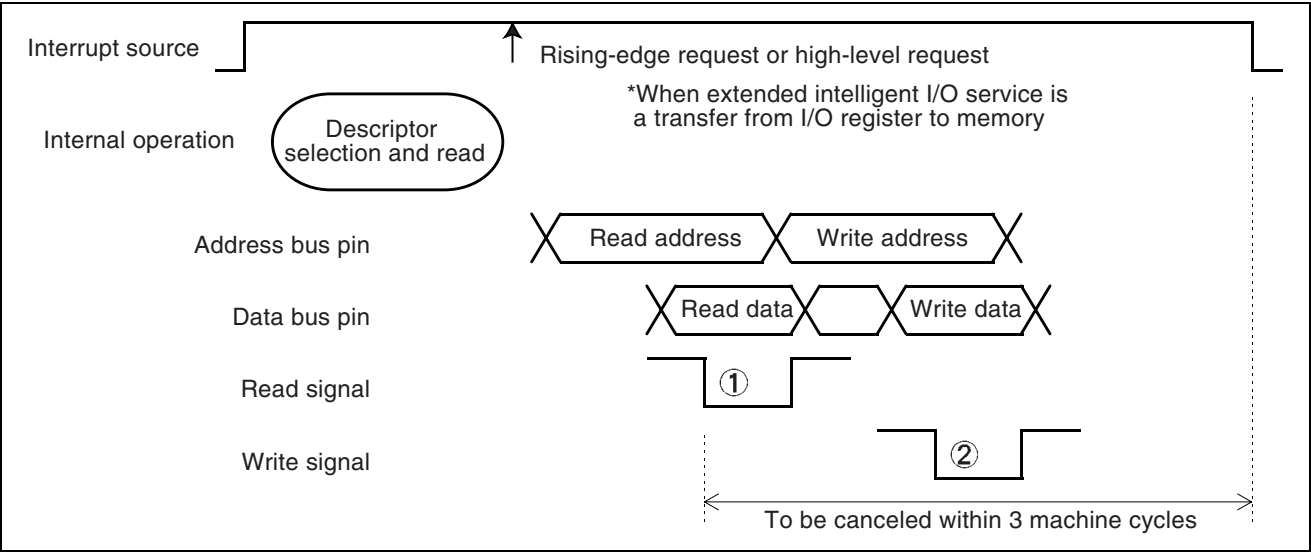 Interrupt source
Rising-edge request or high-level request
*When extended intelligent I/O service is
a transfer from I/O register to memory
Internal operation
Descriptor
selection and read
Address bus pin
Read address
Write address
Data bus pin
Read data
Write data
Read signal
①
Write signal
②
To be canceled within 3 machine cycles